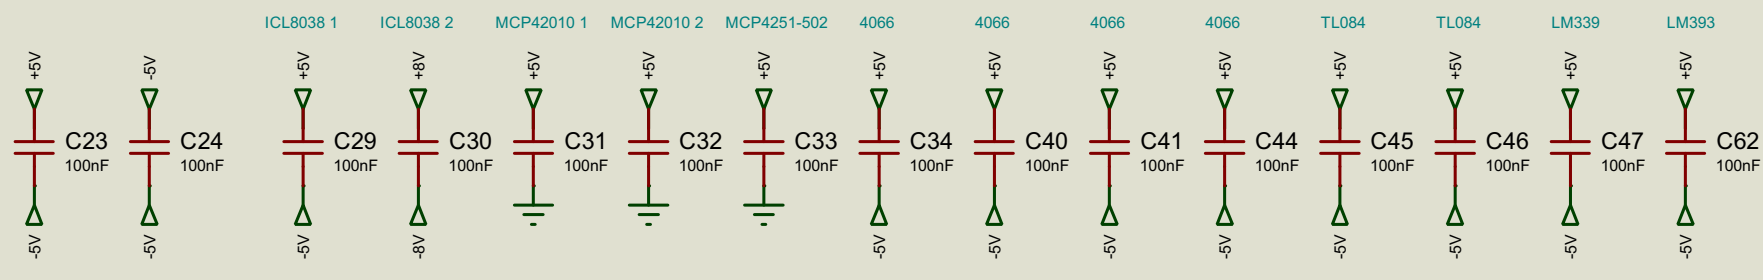 ICL8038 1 ICL8038 2 MCP42010 1 MCP42010 2 MCP4251-502 4066 4066 4066 4066 TL084 TL084 LM339 LM393
+5V -5V +5V +8V +5V +5V +5V +5V +5V +5V +5V +5V +5V +5V +5V
C23 C24 C29 C30 C31 C32 C33 C34 C40 C41 C44 C45 C46 C47 C62
100nF 100nF 100nF 100nF 100nF 100nF 100nF 100nF 100nF 100nF 100nF 100nF 100nF 100nF 100nF
-5V -5V -5V -8V -5V -5V -5V -5V -5V -5V -5V -5V